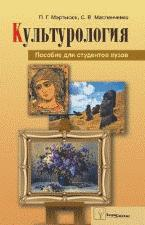 П. Г. Мартысюк, С. В. Масленченко
Культурология
Пособие для студентов вузов